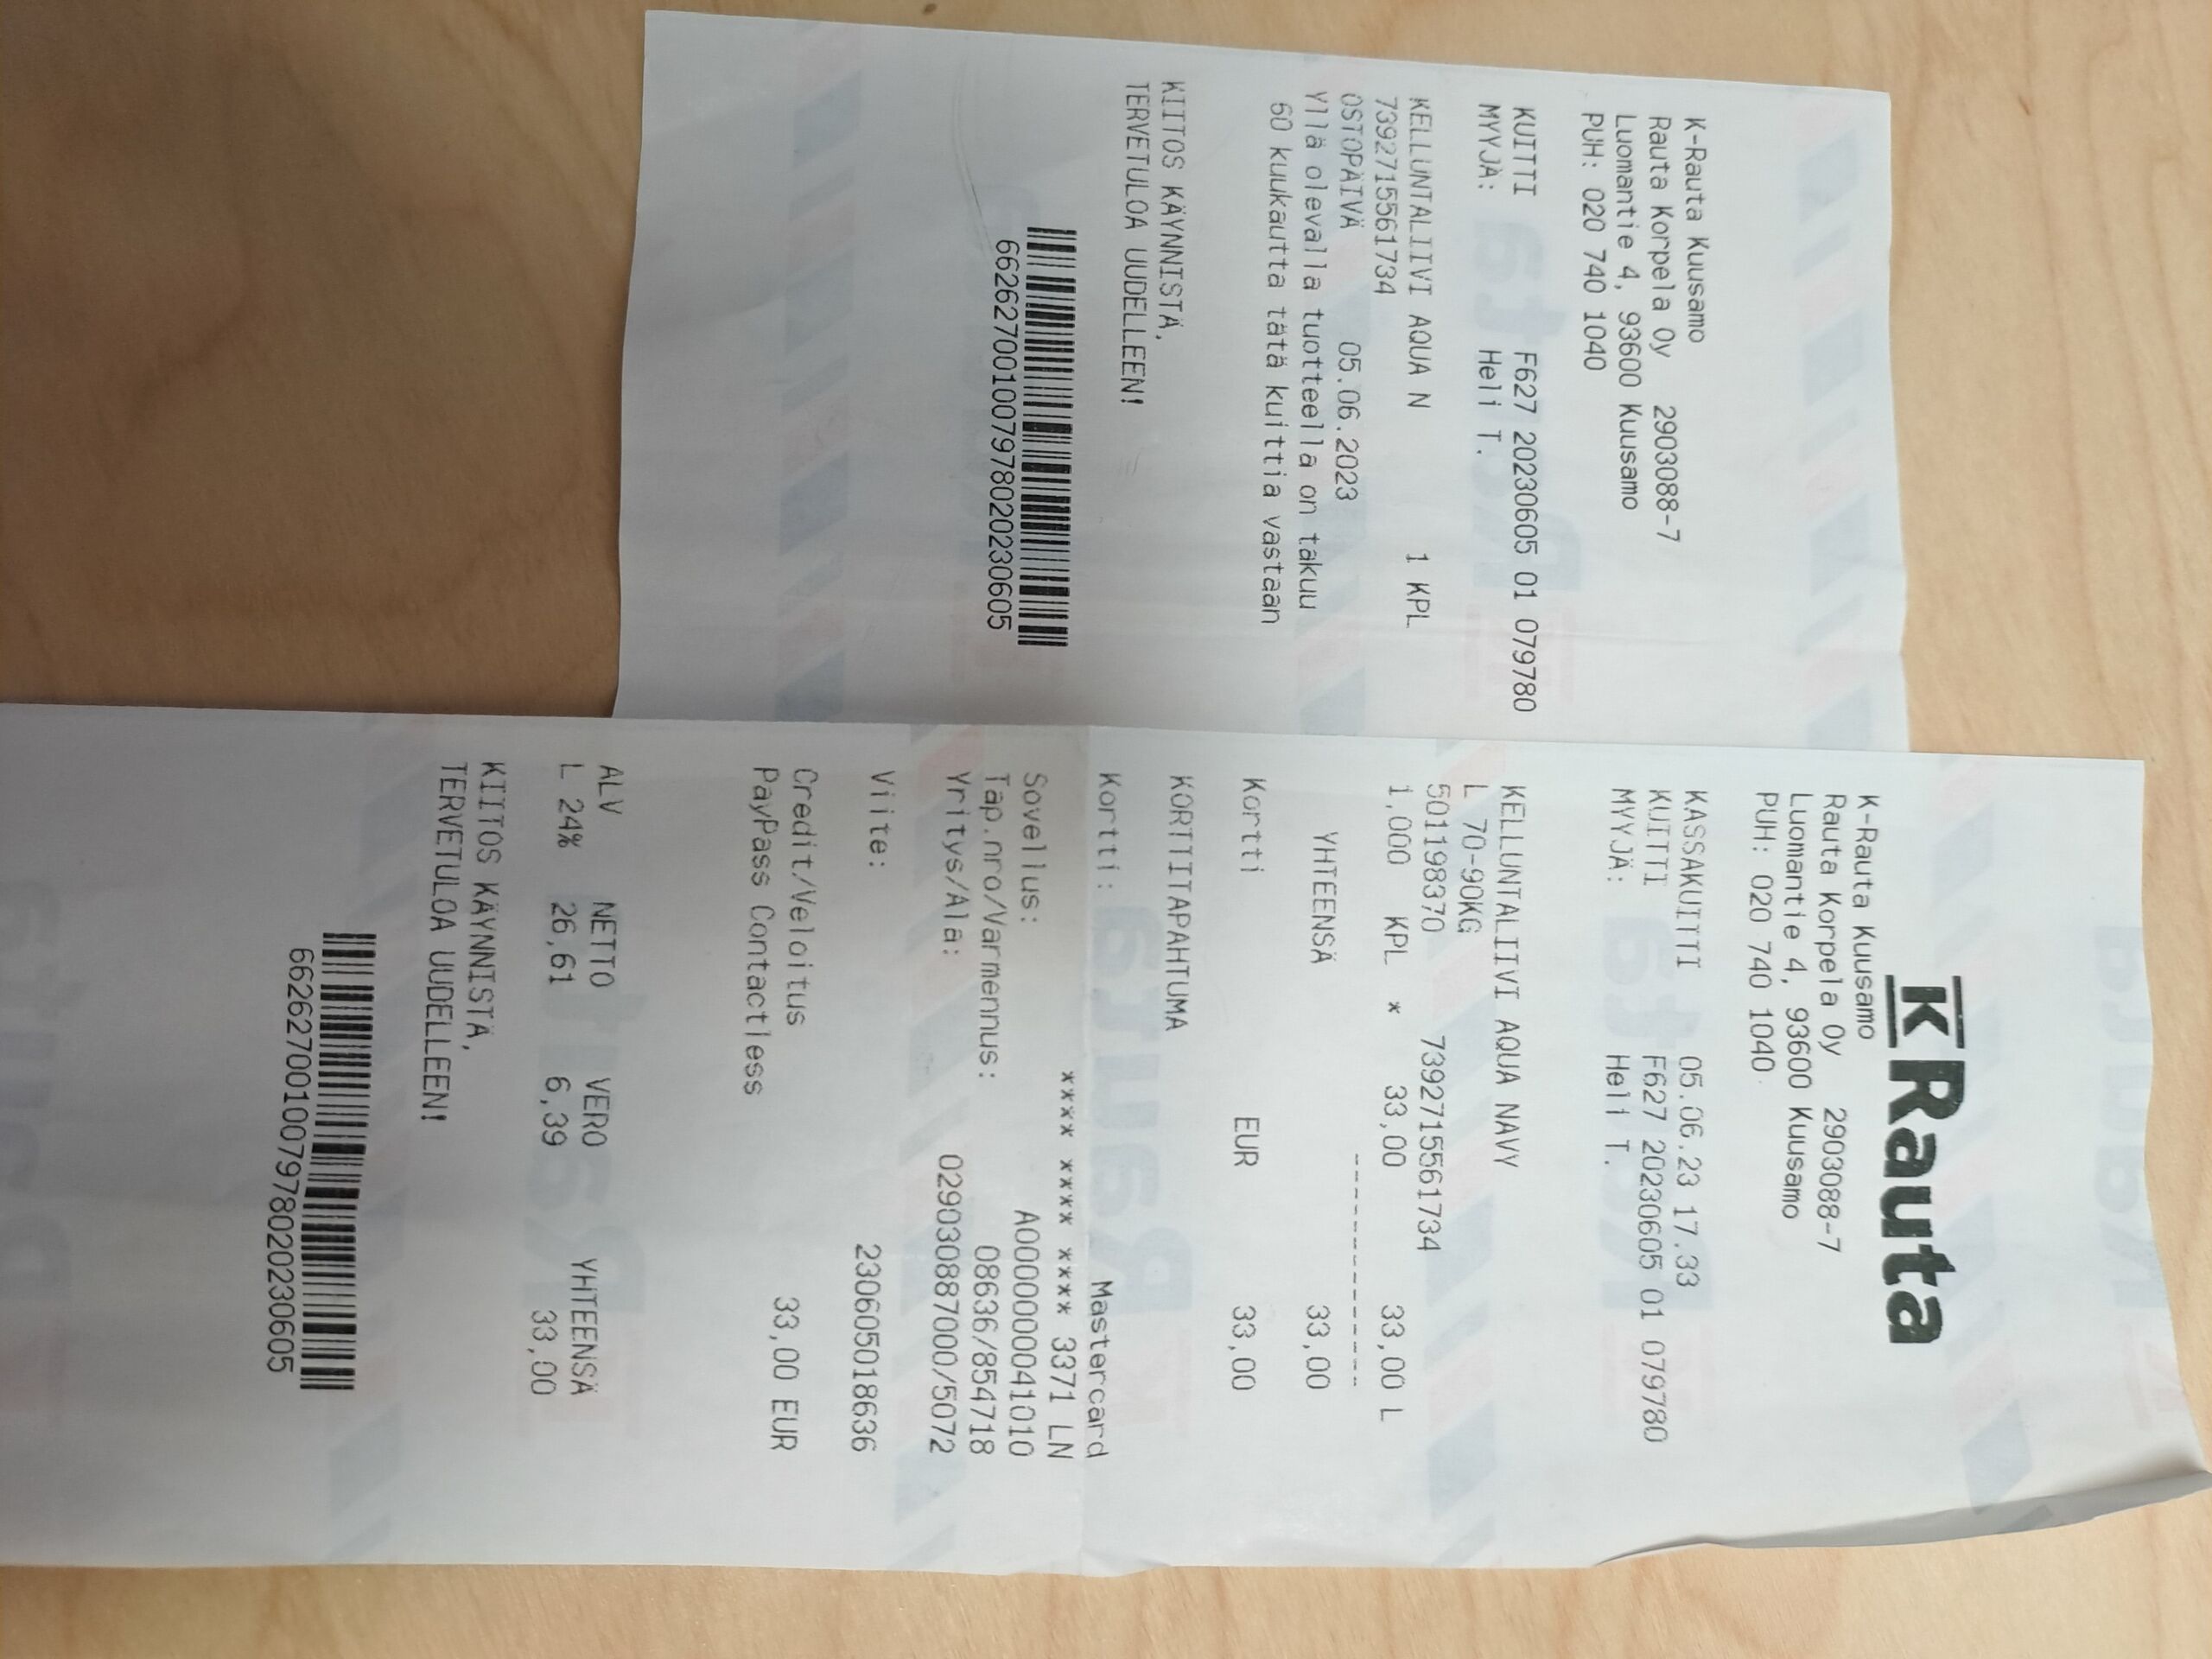 K-Rauta Kuusamo
Rauta Korpela Oy 2903088-7
Luomantie 4, 93600 Kuusamo
PUH: 020 740 1040
KUITTI F627 20230605 01 079780
MYYJÄ: Heli T.
KELLUNTALIIVI AQUA N 1 KPL
7392715561734
OSTOPÄIVÄ 05.06.2023
Yllä olevalla tuotteella on takuu
60 kuukautta tätä kuittia vastaan
KIITOS KÄYNNISTÄ,
TERVETULOA UUDELLEEN!
66262700100797802023060​5
K Rauta
K-Rauta Kuusamo
Rauta Korpela Oy 2903088-7
Luomantie 4, 93600 Kuusamo
PUH: 020 740 1040
KASSAKUITTI 05.06.23 17.33
KUITTI F627 20230605 01 079780
MYYJÄ: Heli T.
KELLUNTALIIVI AQUA NAVY
L 70-90KG
501198370 7392715561734
1,000 KPL * 33,00 33,00 L
--------------
YHTEENSÄ 33,00
Kortti EUR 33,00
KORTTITAPAHTUMA
Kortti: Mastercard
**** **** **** 3371 LN
Sovellus: A0000000041010
Tap.nro/Varmennus: 08636/854718
Yritys/Ala: 029030887000/5072
Viite: 230605018636
Credit/Veloitus 33,00 EUR
PayPass Contactless
ALV NETTO VERO YHTEENSÄ
L 24% 26,61 6,39 33,00
KIITOS KÄYNNISTÄ,
TERVETULOA UUDELLEEN!
662627001007978020230605